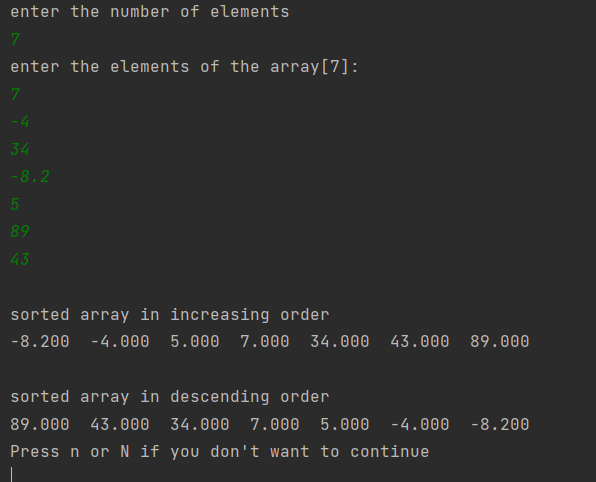 enter the number of elements
7
enter the elements of the array[7]:
7
-4
34
-8.2
5
89
43
sorted array in increasing order
-8.200  -4.000  5.000  7.000  34.000  43.000  89.000
sorted array in descending order
89.000  43.000  34.000  7.000  5.000  -4.000  -8.200
Press n or N if you don't want to continue